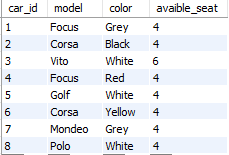 car_id model color avaible_seat
1 Focus Grey 4
2 Corsa Black 4
3 Vito White 6
4 Focus Red 4
5 Golf White 4
6 Corsa Yellow 4
7 Mondeo Grey 4
8 Polo White 4